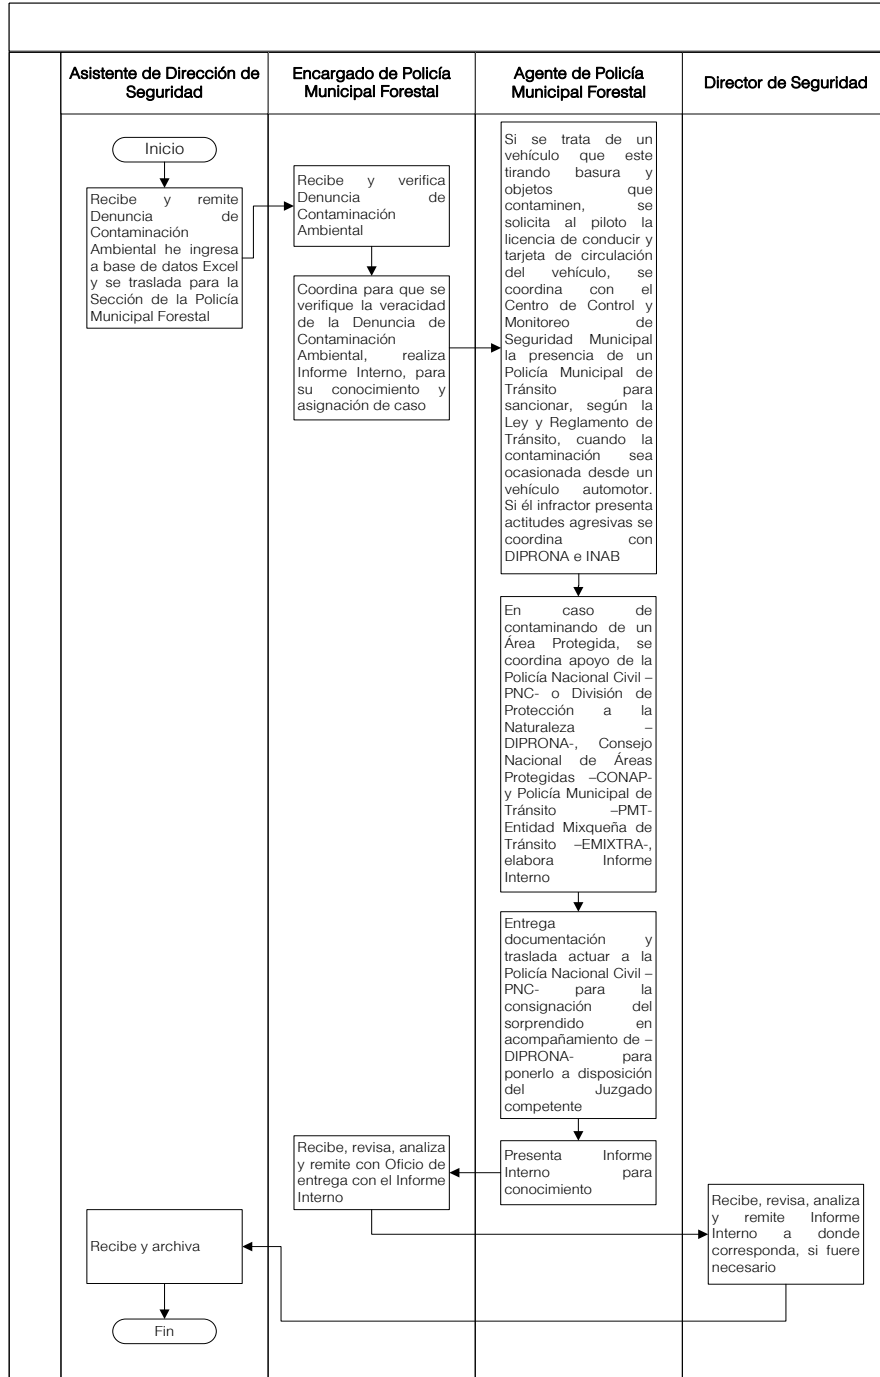 Asistente de Dirección de
Seguridad
Encargado de Policía
Municipal Forestal
Agente de Policía
Municipal Forestal
Director de Seguridad
Inicio
Recibe y remite
Denuncia de
Contaminación
Ambiental he ingresa
a base de datos Excel
y se traslada para la
Sección de la Policía
Municipal Forestal
Recibe y verifica
Denuncia de
Contaminación
Ambiental
Coordina para que se
verifique la veracidad
de la Denuncia de
Contaminación
Ambiental, realiza
Informe Interno, para
su conocimiento y
asignación de caso
Si se trata de un
vehículo que este
tirando basura y
objetos que
contaminen, se
solicita al piloto la
licencia de conducir y
tarjeta de circulación
del vehículo, se
coordina con el
Centro de Control y
Monitoreo de
Seguridad Municipal
la presencia de un
Policía Municipal de
Tránsito para
sancionar, según la
Ley y Reglamento de
Tránsito, cuando la
contaminación sea
ocasionada desde un
vehículo automotor.
Si él infractor presenta
actitudes agresivas se
coordina con
DIPRONA e INAB
En caso de
contaminando de un
Área Protegida, se
coordina apoyo de la
Policía Nacional Civil –
PNC- o División de
Protección a la
Naturaleza –
DIPRONA-, Consejo
Nacional de Áreas
Protegidas –CONAP-
y Policía Municipal de
Tránsito –PMT-
Entidad Mixqueña de
Tránsito –EMIXTRA-,
elabora Informe
Interno
Entrega
documentación y
traslada actuar a la
Policía Nacional Civil –
PNC- para la
consignación del
sorprendido en
acompañamiento de –
DIPRONA- para
ponerlo a disposición
del Juzgado
competente
Presenta Informe
Interno para
conocimiento
Recibe, revisa, analiza
y remite con Oficio de
entrega con el Informe
Interno
Recibe, revisa, analiza
y remite Informe
Interno a donde
corresponda, si fuere
necesario
Recibe y archiva
Fin